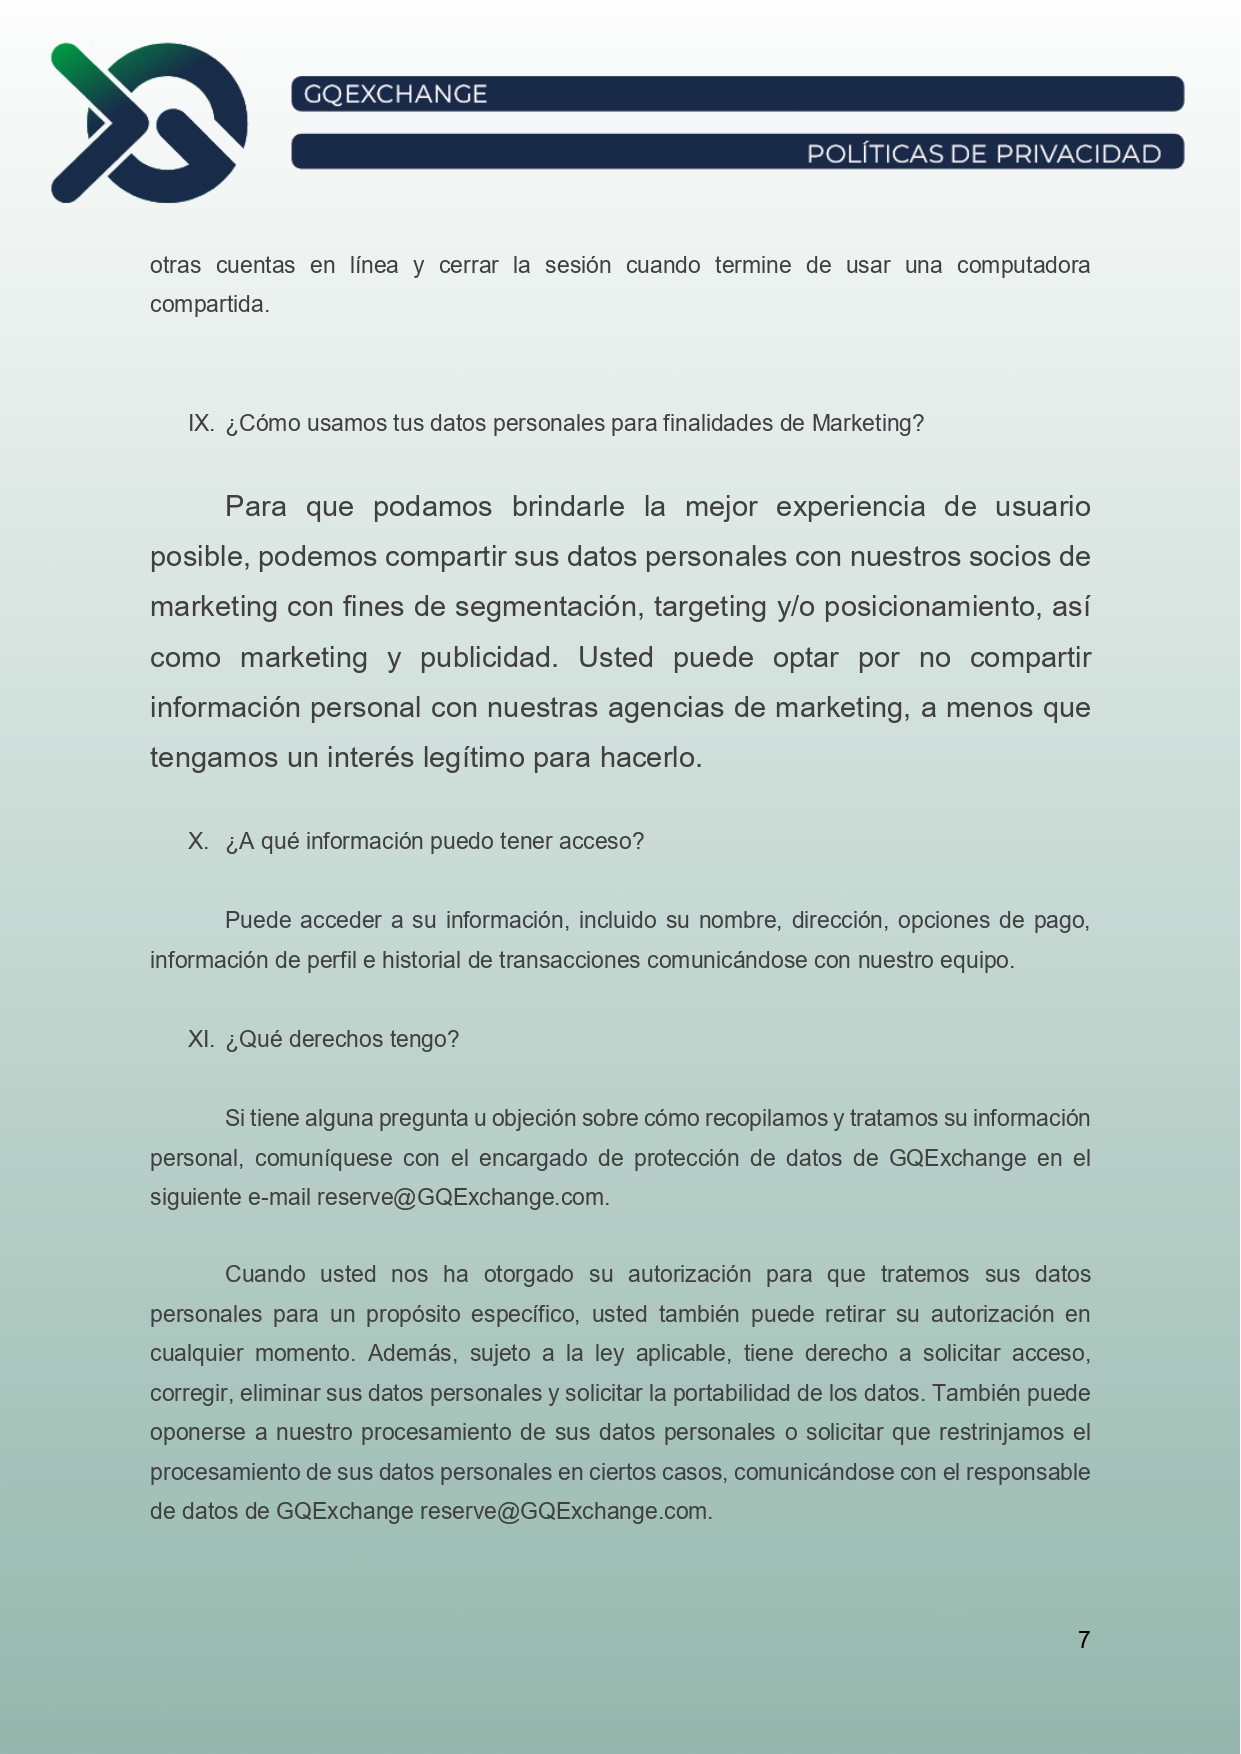 GQEXCHANGE
POLÍTICAS DE PRIVACIDAD
otras cuentas en línea y cerrar la sesión cuando termine de usar una computadora
compartida.
IX. ¿Cómo usamos tus datos personales para finalidades de Marketing?
Para que podamos brindarle la mejor experiencia de usuario
posible, podemos compartir sus datos personales con nuestros socios de
marketing con fines de segmentación, targeting y/o posicionamiento, así
como marketing y publicidad. Usted puede optar por no compartir
información personal con nuestras agencias de marketing, a menos que
tengamos un interés legítimo para hacerlo.
X. ¿A qué información puedo tener acceso?
Puede acceder a su información, incluido su nombre, dirección, opciones de pago,
información de perfil e historial de transacciones comunicándose con nuestro equipo.
XI. ¿Qué derechos tengo?
Si tiene alguna pregunta u objeción sobre cómo recopilamos y tratamos su información
personal, comuníquese con el encargado de protección de datos de GQExchange en el
siguiente e-mail reserve@GQExchange.com.
Cuando usted nos ha otorgado su autorización para que tratemos sus datos
personales para un propósito específico, usted también puede retirar su autorización en
cualquier momento. Además, sujeto a la ley aplicable, tiene derecho a solicitar acceso,
corregir, eliminar sus datos personales y solicitar la portabilidad de los datos. También puede
oponerse a nuestro procesamiento de sus datos personales o solicitar que restrinjamos el
procesamiento de sus datos personales en ciertos casos, comunicándose con el responsable
de datos de GQExchange reserve@GQExchange.com.
7